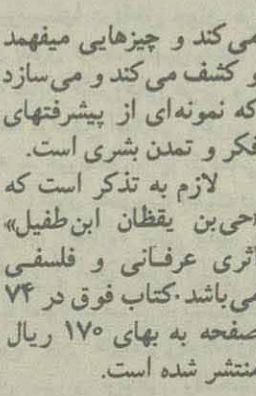 می‌کند و چیزهایی میفهمد
و کشف می‌کند و می‌سازد
که نمونه‌ای از پیشرفتهای
فکر و تمدن بشری است.
لازم به تذکر است که
«حی‌بن یقظان ابن‌طفیل»
اثری عرفـانی و فلسفـی
می‌باشد.کتاب فوق در ۷۴
صفحه به بهای ۱۷۰ ریال
منتشر شده است.